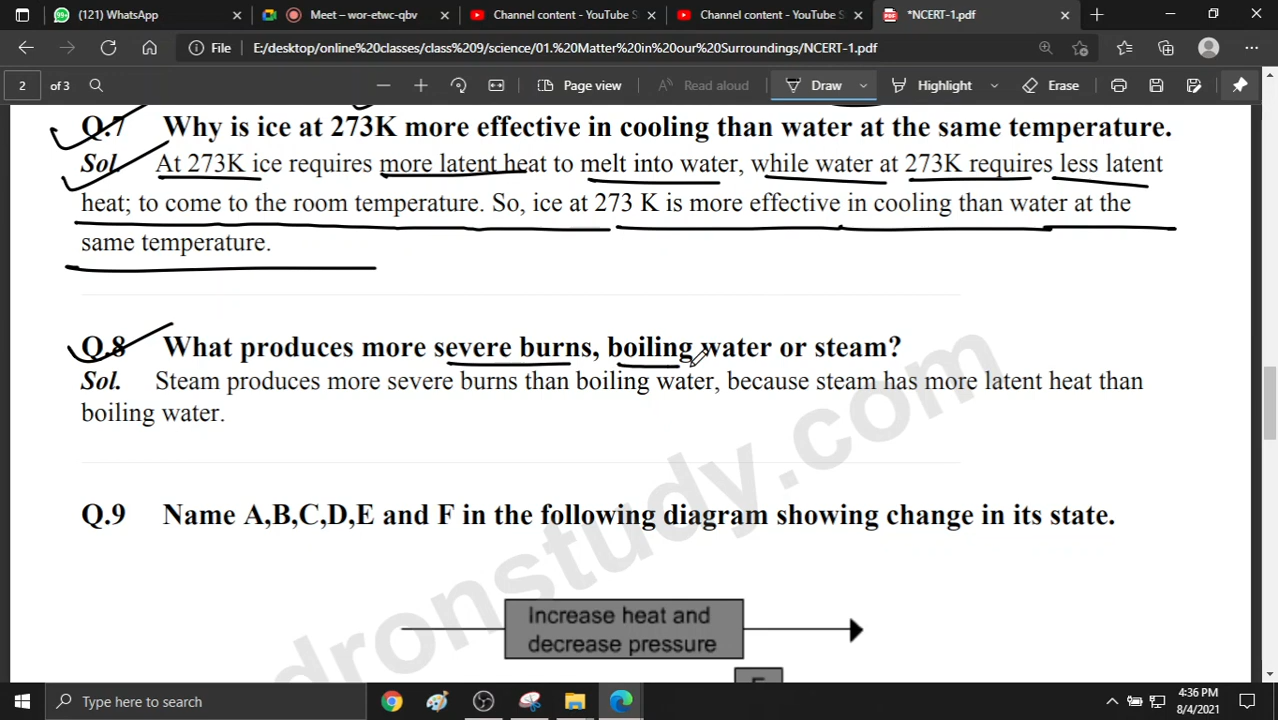 (121) WhatsApp
Meet – wor-etwc-qbv
Channel content - YouTube S
Channel content - YouTube S
*NCERT-1.pdf
File
E:/desktop/online%20classes/class%209/science/01.%20Matter%20in%20our%20Surroundings/NCERT-1.pdf
2 of 3
Page view
Read aloud
Draw
Highlight
Erase
Q.7 Why is ice at 273K more effective in cooling than water at the same temperature.
Sol. At 273K ice requires more latent heat to melt into water, while water at 273K requires less latent
heat; to come to the room temperature. So, ice at 273 K is more effective in cooling than water at the
same temperature.
Q.8 What produces more severe burns, boiling water or steam?
Sol. Steam produces more severe burns than boiling water, because steam has more latent heat than
boiling water.
Q.9 Name A,B,C,D,E and F in the following diagram showing change in its state.
Increase heat and
decrease pressure
dronstudy.com
Type here to search
4:36 PM
8/4/2021